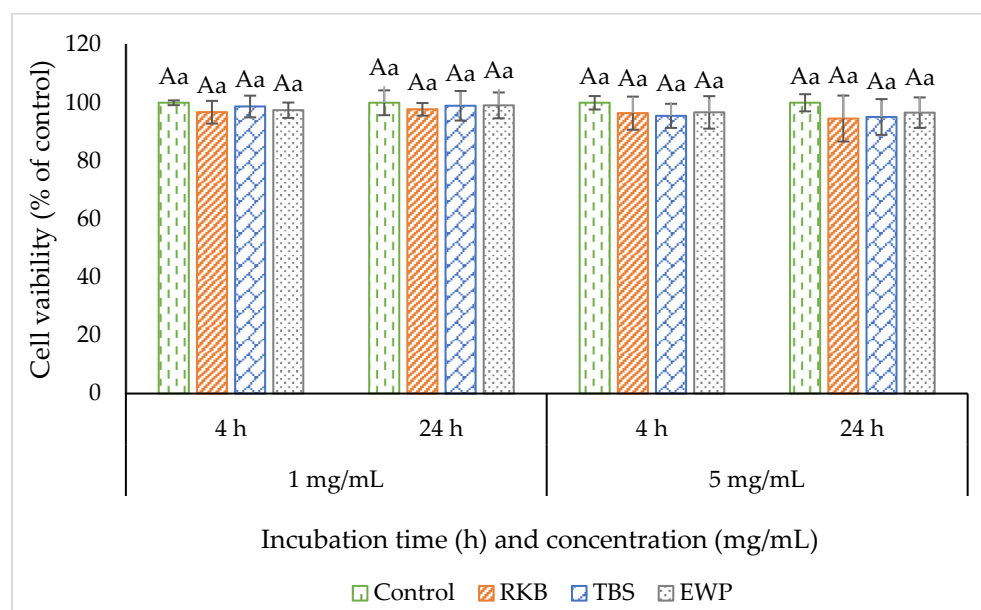 120
100
80
60
40
20
0
Cell vaibility (% of control)
Aa Aa Aa Aa Aa Aa Aa Aa Aa Aa Aa Aa Aa Aa Aa Aa
4 h 24 h 4 h 24 h
1 mg/mL 5 mg/mL
Incubation time (h) and concentration (mg/mL)
Control RKB TBS EWP